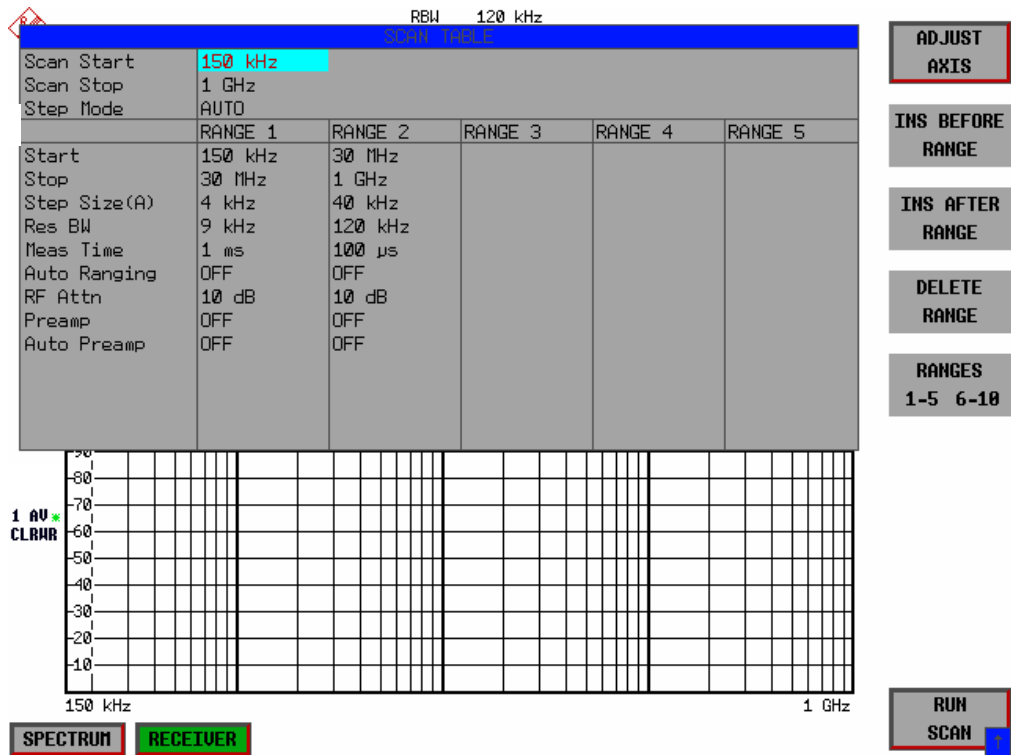 RBW 120 kHz
SCAN TABLE
Scan Start 150 kHz
Scan Stop 1 GHz
Step Mode AUTO
RANGE 1 RANGE 2 RANGE 3 RANGE 4 RANGE 5
Start 150 kHz 30 MHz
Stop 30 MHz 1 GHz
Step Size(A) 4 kHz 40 kHz
Res BW 9 kHz 120 kHz
Meas Time 1 ms 100 µs
Auto Ranging OFF OFF
RF Attn 10 dB 10 dB
Preamp OFF OFF
Auto Preamp OFF OFF
90
80
70
1 AV
CLRWR
60
50
40
30
20
10
150 kHz 1 GHz
SPECTRUM RECEIVER
ADJUST
AXIS
INS BEFORE
RANGE
INS AFTER
RANGE
DELETE
RANGE
RANGES
1-5 6-10
RUN
SCAN